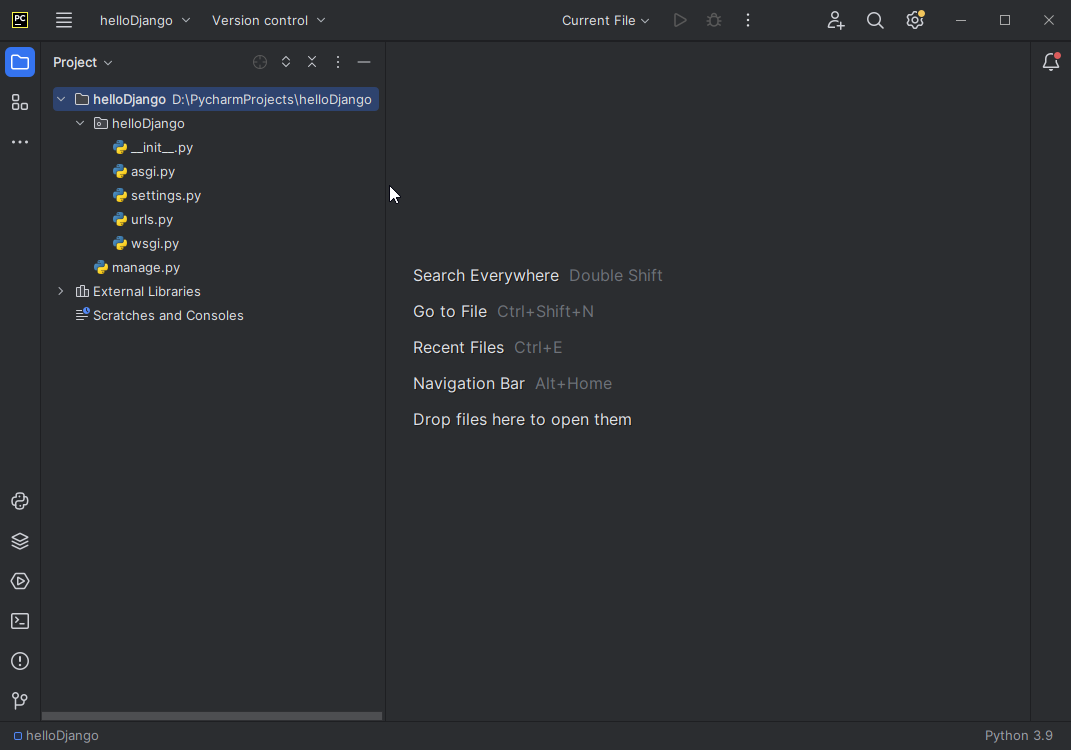 PC helloDjango Version control Current File
Project
helloDjango D:\PycharmProjects\helloDjango
helloDjango
__init__.py
asgi.py
settings.py
urls.py
wsgi.py
manage.py
External Libraries
Scratches and Consoles
Search Everywhere Double Shift
Go to File Ctrl+Shift+N
Recent Files Ctrl+E
Navigation Bar Alt+Home
Drop files here to open them
helloDjango Python 3.9